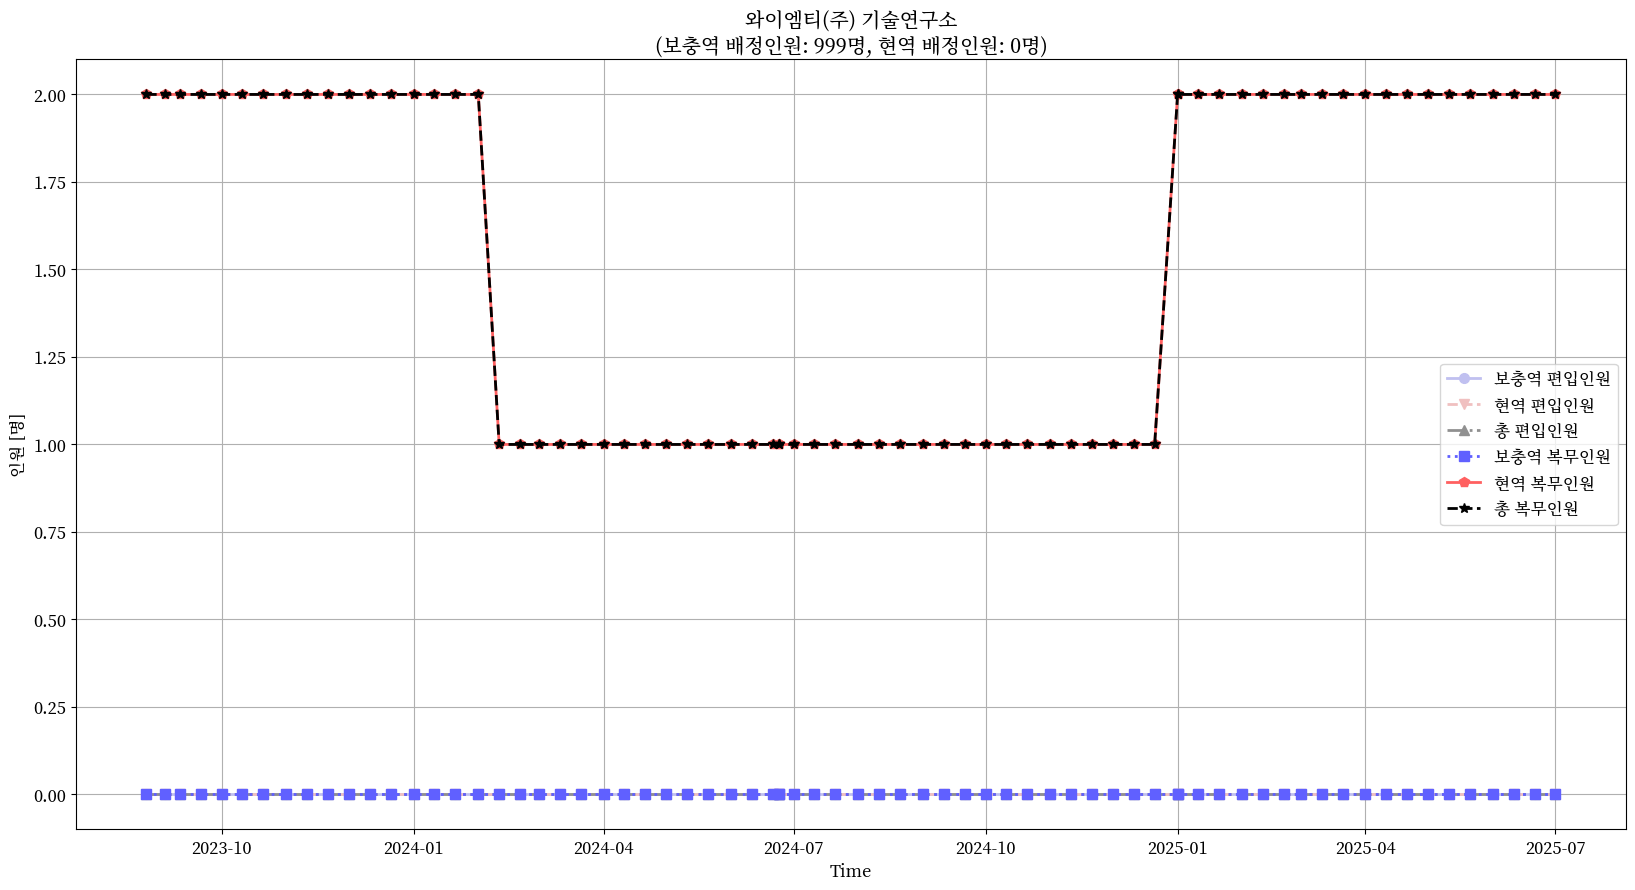 와이엠티(주) 기술연구소
(보충역 배정인원: 999명, 현역 배정인원: 0명)
2.00
1.75
1.50
1.25
1.00
0.75
0.50
0.25
0.00
인원 [명]
보충역 편입인원
현역 편입인원
총 편입인원
보충역 복무인원
현역 복무인원
총 복무인원
2023-10 2024-01 2024-04 2024-07 2024-10 2025-01 2025-04 2025-07
Time